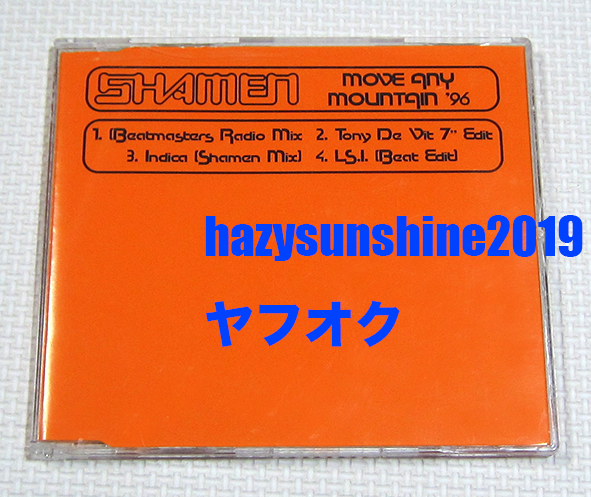 SHAMEN
MOVE ANY
MOUNTAIN '96
1. (Beatmasters Radio Mix 2. Tony De Vit 7" Edit
3. Indica (Shamen Mix) 4. L.S.I. (Beat Edit)
hazysunshine2019
ヤフオク